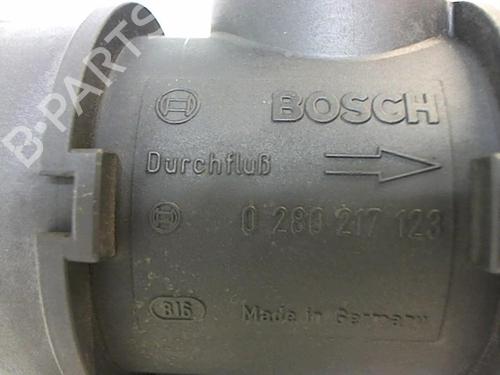 B-PARTS
BOSCH
Durchfluß
0 280 217 123
816 Made in Germany